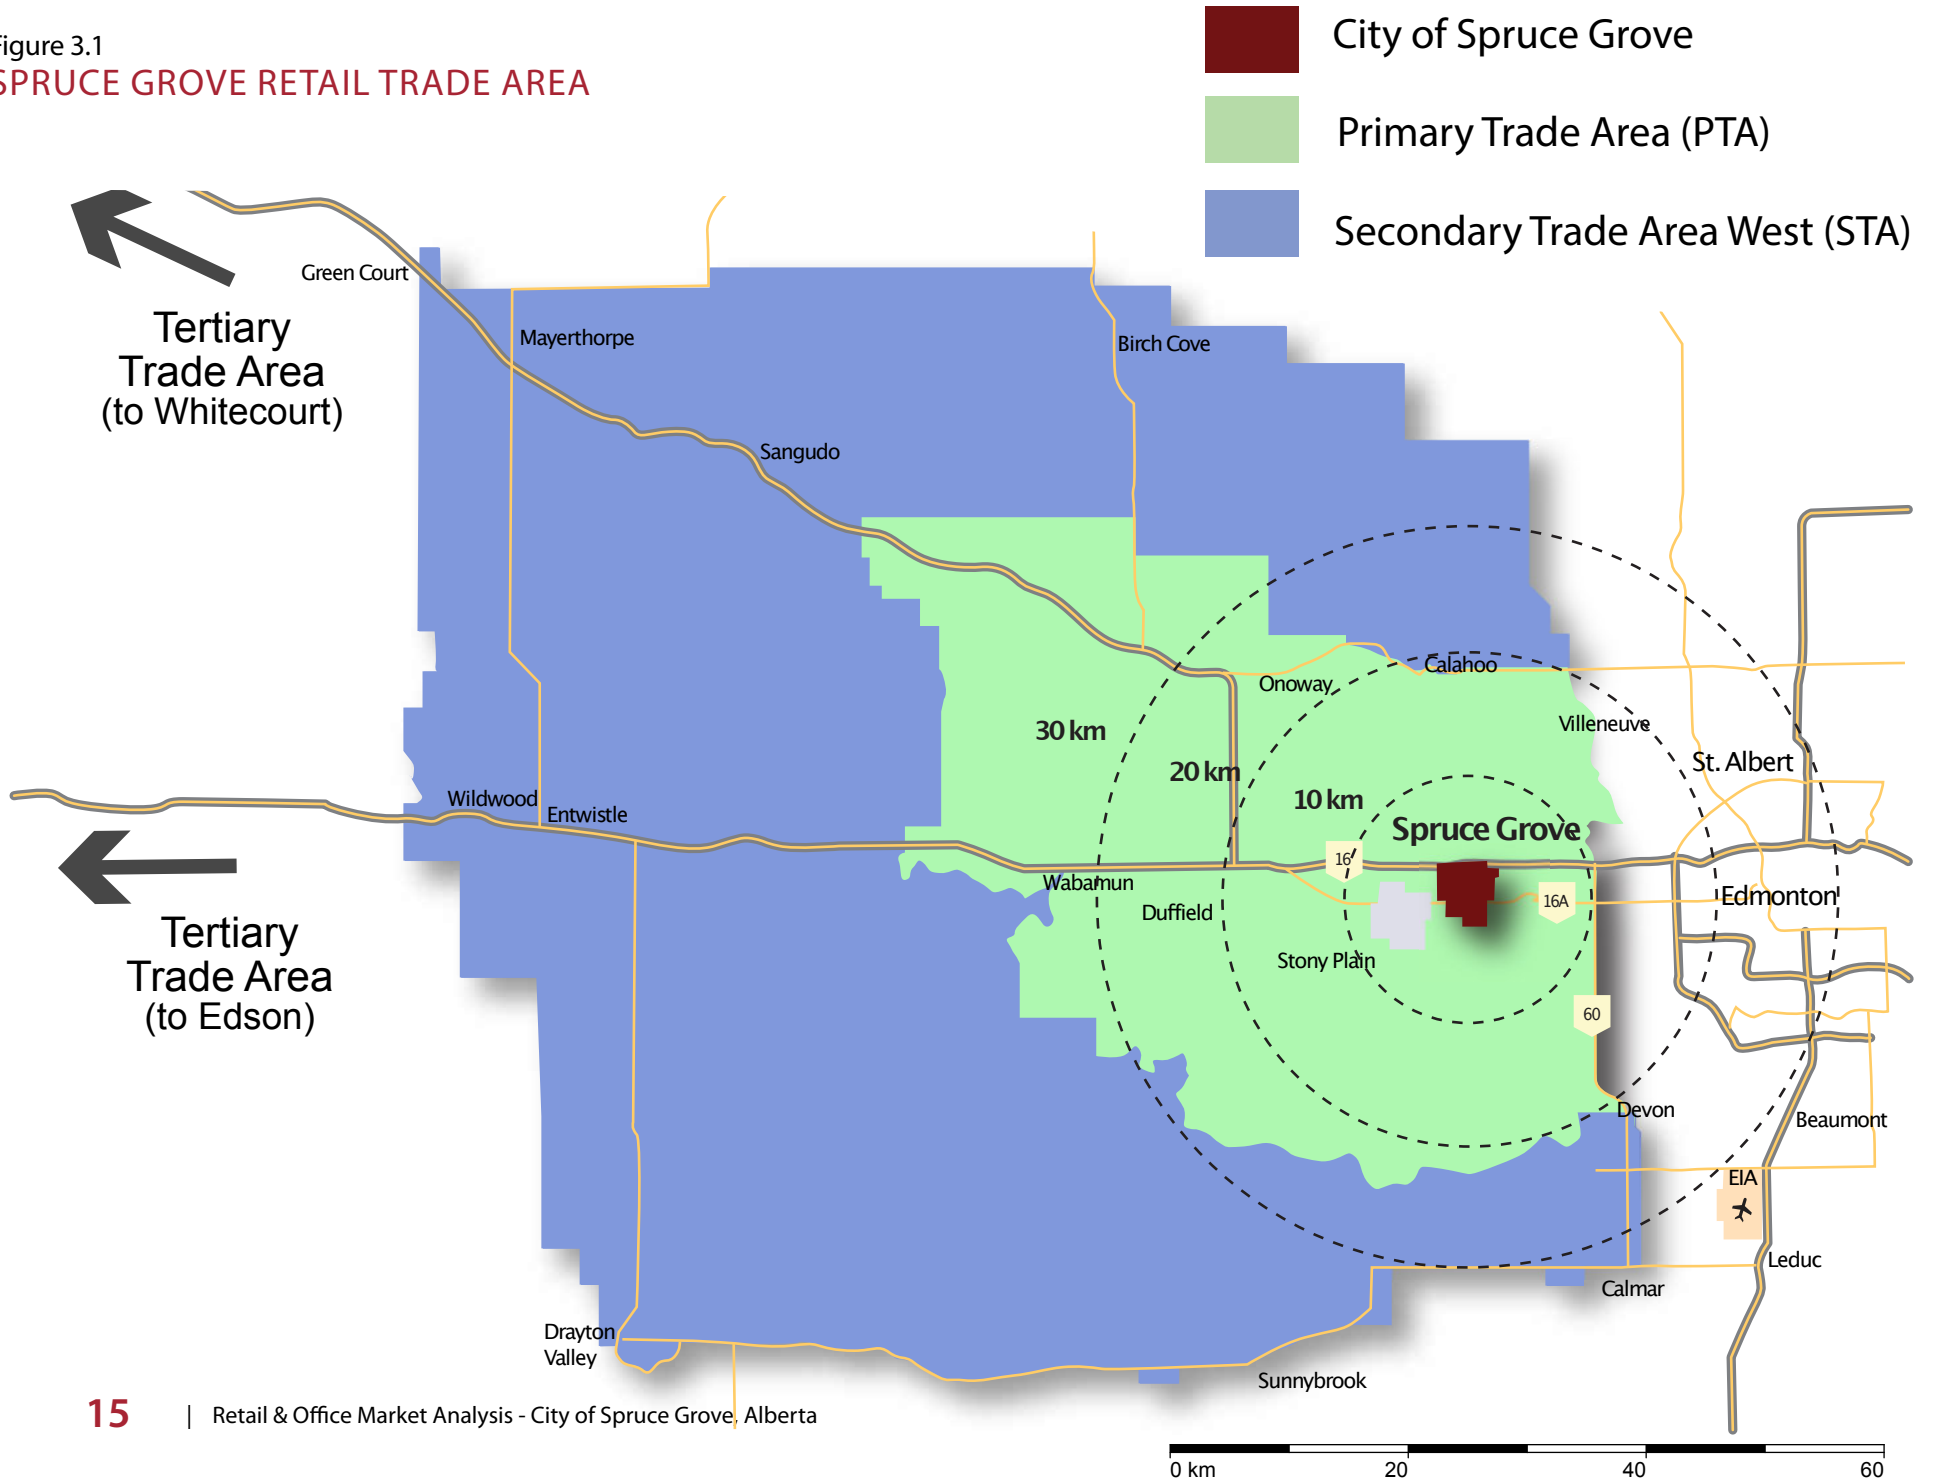 Figure 3.1
SPRUCE GROVE RETAIL TRADE AREA
City of Spruce Grove
Primary Trade Area (PTA)
Secondary Trade Area West (STA)
Green Court
Tertiary
Trade Area
(to Whitecourt)
Mayerthorpe
Birch Cove
Sangudo
Calahoo
Onoway
Villeneuve
30 km
20 km
10 km
St. Albert
Spruce Grove
Wildwood
Entwistle
16
Wabamun
Duffield
16A
Edmonton
Stony Plain
Tertiary
Trade Area
(to Edson)
60
Devon
Beaumont
EIA
Leduc
Calmar
Drayton
Valley
Sunnybrook
15 | Retail & Office Market Analysis - City of Spruce Grove, Alberta
0 km 20 40 60